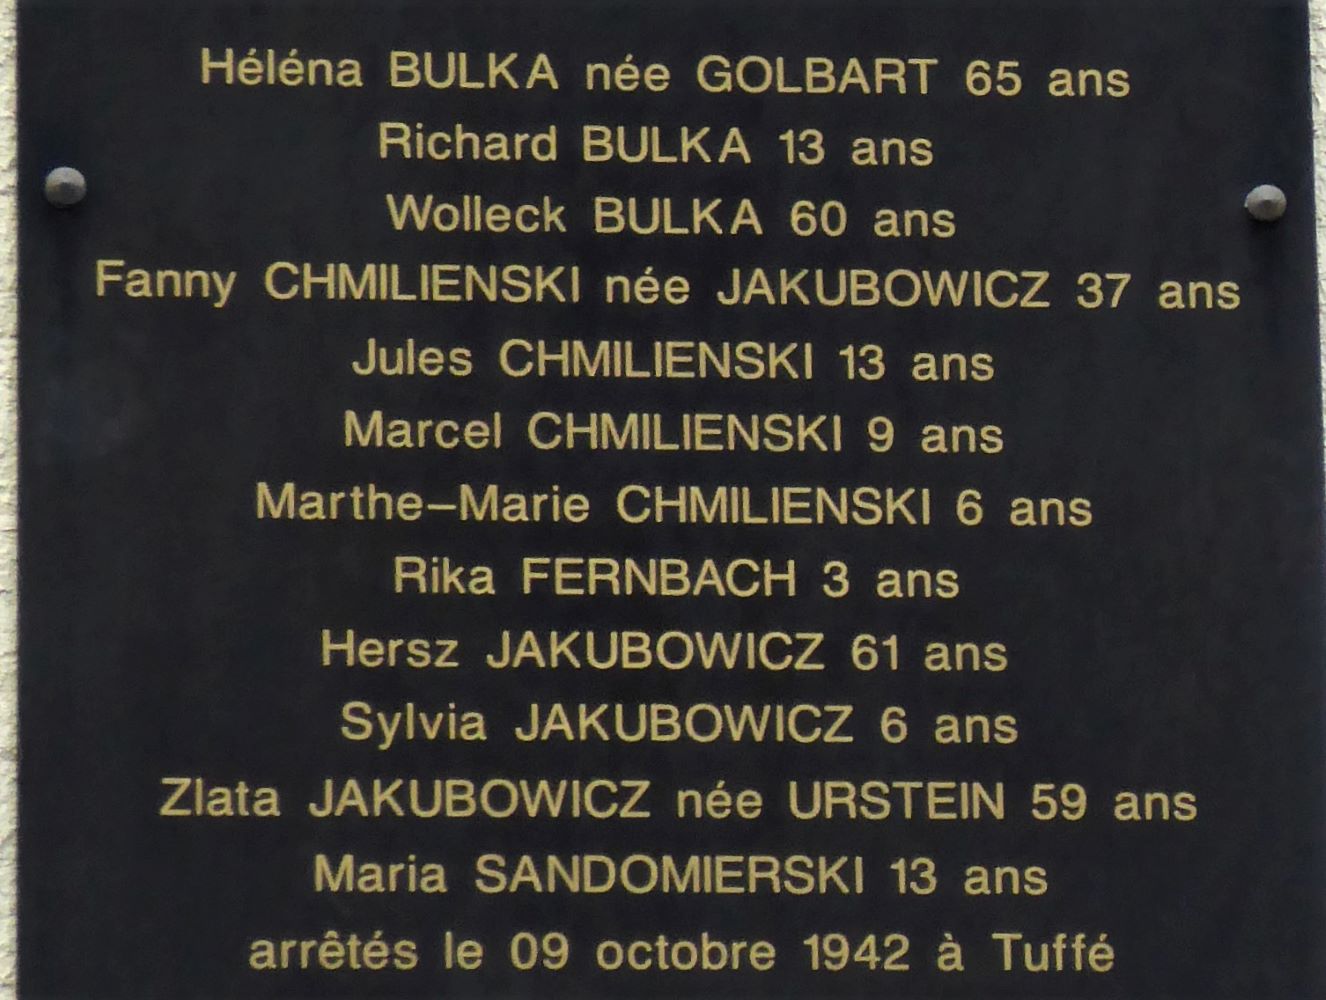 Héléna BULKA née GOLBART 65 ans
Richard BULKA 13 ans
Wolleck BULKA 60 ans
Fanny CHMILIENSKI née JAKUBOWICZ 37 ans
Jules CHMILIENSKI 13 ans
Marcel CHMILIENSKI 9 ans
Marthe–Marie CHMILIENSKI 6 ans
Rika FERNBACH 3 ans
Hersz JAKUBOWICZ 61 ans
Sylvia JAKUBOWICZ 6 ans
Zlata JAKUBOWICZ née URSTEIN 59 ans
Maria SANDOMIERSKI 13 ans
arrêtés le 09 octobre 1942 à Tuffé